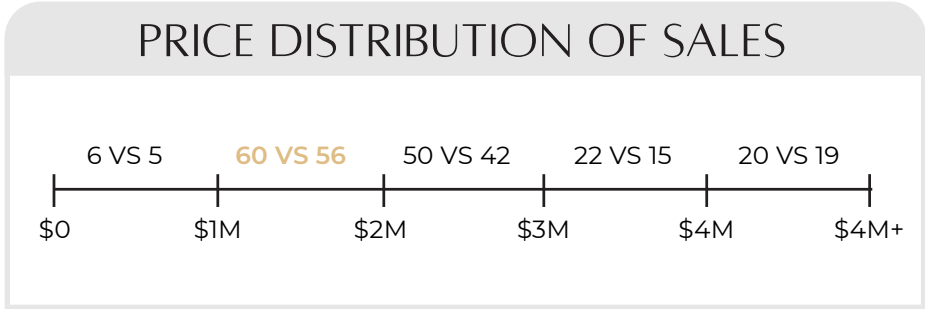 PRICE DISTRIBUTION OF SALES
6 VS 5 60 VS 56 50 VS 42 22 VS 15 20 VS 19
$0 $1M $2M $3M $4M $4M+